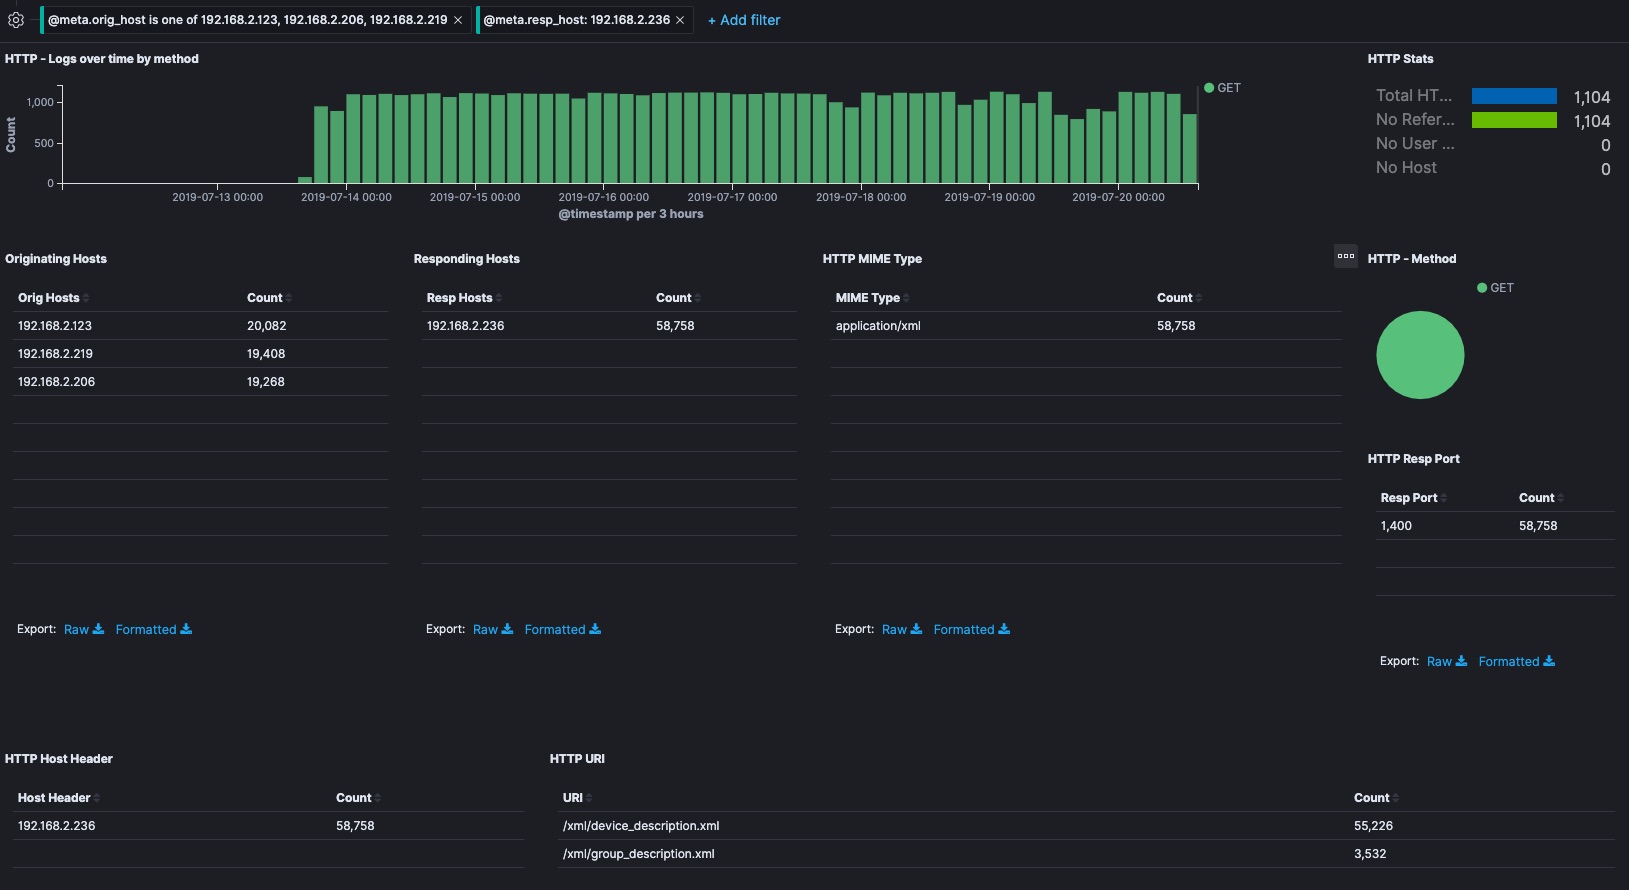 @meta.orig_host is one of 192.168.2.123, 192.168.2.206, 192.168.2.219 × @meta.resp_host: 192.168.2.236 × + Add filter
HTTP - Logs over time by method
HTTP Stats
GET
1,000
500
0
Count
2019-07-13 00:00 2019-07-14 00:00 2019-07-15 00:00 2019-07-16 00:00 2019-07-17 00:00 2019-07-18 00:00 2019-07-19 00:00 2019-07-20 00:00
@timestamp per 3 hours
Total HT... 1,104
No Refer... 1,104
No User ... 0
No Host 0
Originating Hosts
Orig Hosts Count
192.168.2.123 20,082
192.168.2.219 19,408
192.168.2.206 19,268
Export: Raw Formatted
Responding Hosts
Resp Hosts Count
192.168.2.236 58,758
Export: Raw Formatted
HTTP MIME Type
MIME Type Count
application/xml 58,758
Export: Raw Formatted
HTTP - Method
GET
HTTP Resp Port
Resp Port Count
1,400 58,758
Export: Raw Formatted
HTTP Host Header
Host Header Count
192.168.2.236 58,758
HTTP URI
URI Count
/xml/device_description.xml 55,226
/xml/group_description.xml 3,532